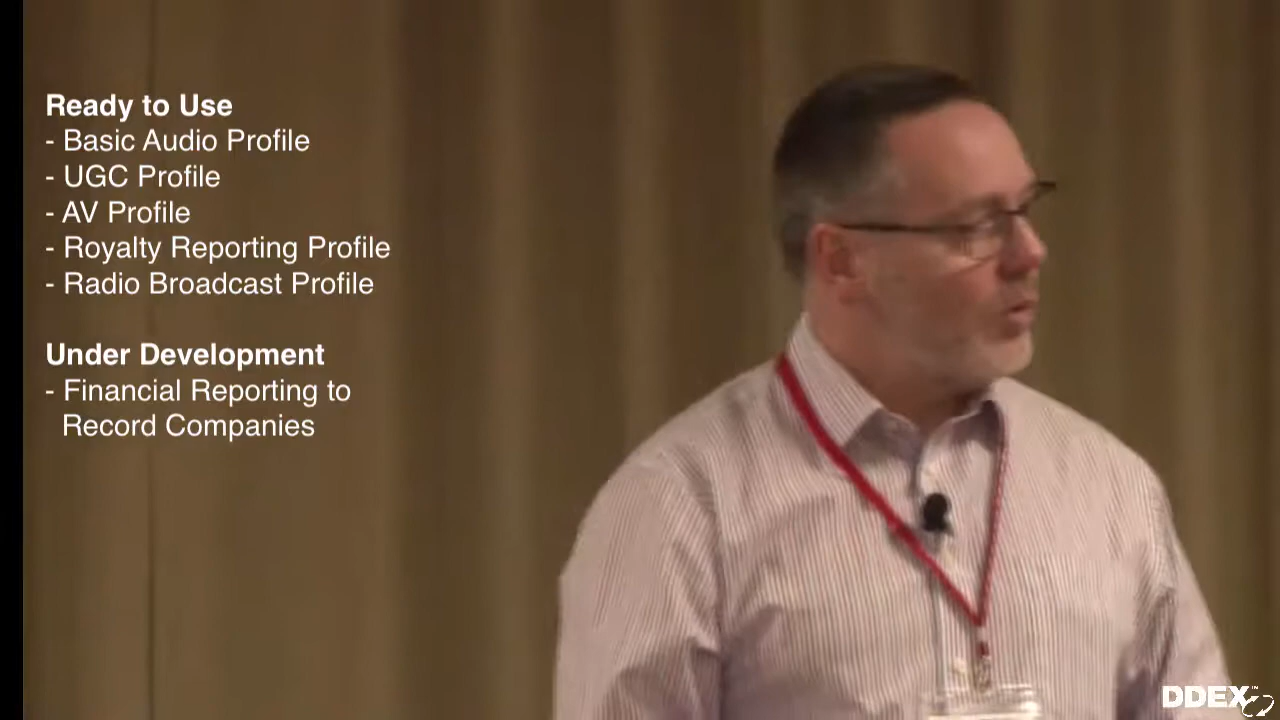 Ready to Use
- Basic Audio Profile
- UGC Profile
- AV Profile
- Royalty Reporting Profile
- Radio Broadcast Profile
Under Development
- Financial Reporting to
Record Companies
DDEX